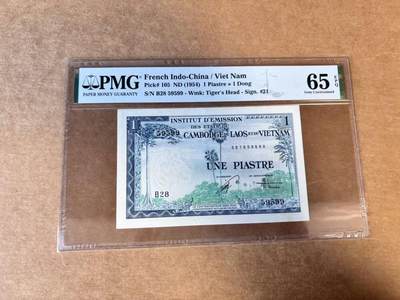 PMG
PAPER MONEY GUARANTY
French Indo-China / Viet Nam
Pick# 105 ND (1954) 1 Piastre = 1 Dong
S/N B28 59599 - Wmk: Tiger's Head - Sign. #21
65 EPQ
Gem Uncirculated
1
INSTITUT D'EMISSION
DES ETATS
1
59599
CAMBODGE LAOS ET VIETNAM
UNE PIASTRE
B28
59599